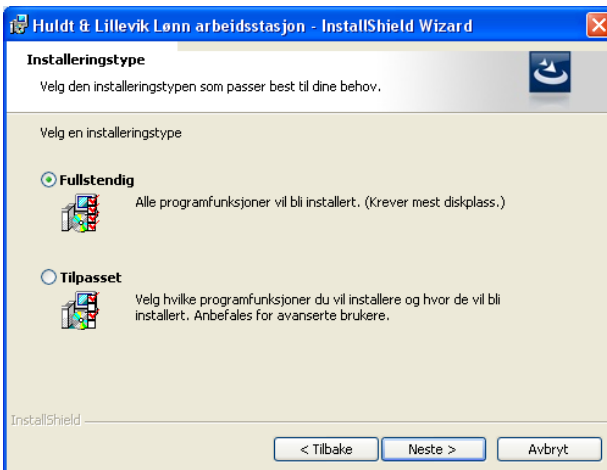 Huldt & Lillevik Lønn arbeidsstasjon - InstallShield Wizard
Installeringstype
Velg den installeringstypen som passer best til dine behov.
Velg en installeringstype
Fullstendig
Alle programfunksjoner vil bli installert. (Krever mest diskplass.)
Tilpasset
Velg hvilke programfunksjoner du vil installere og hvor de vil bli
installert. Anbefales for avanserte brukere.
InstallShield
< Tilbake
Neste >
Avbryt